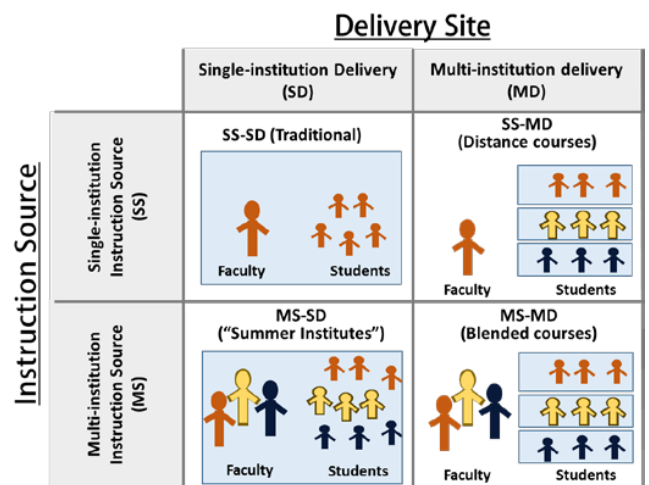 Delivery Site
Single-institution Delivery
(SD)
Multi-institution delivery
(MD)
Instruction Source
Single-institution
Instruction Source
(SS)
SS-SD (Traditional)
Faculty
Students
SS-MD
(Distance courses)
Faculty
Students
Multi-institution
Instruction Source
(MS)
MS-SD
(“Summer Institutes”)
Faculty
Students
MS-MD
(Blended courses)
Faculty
Students